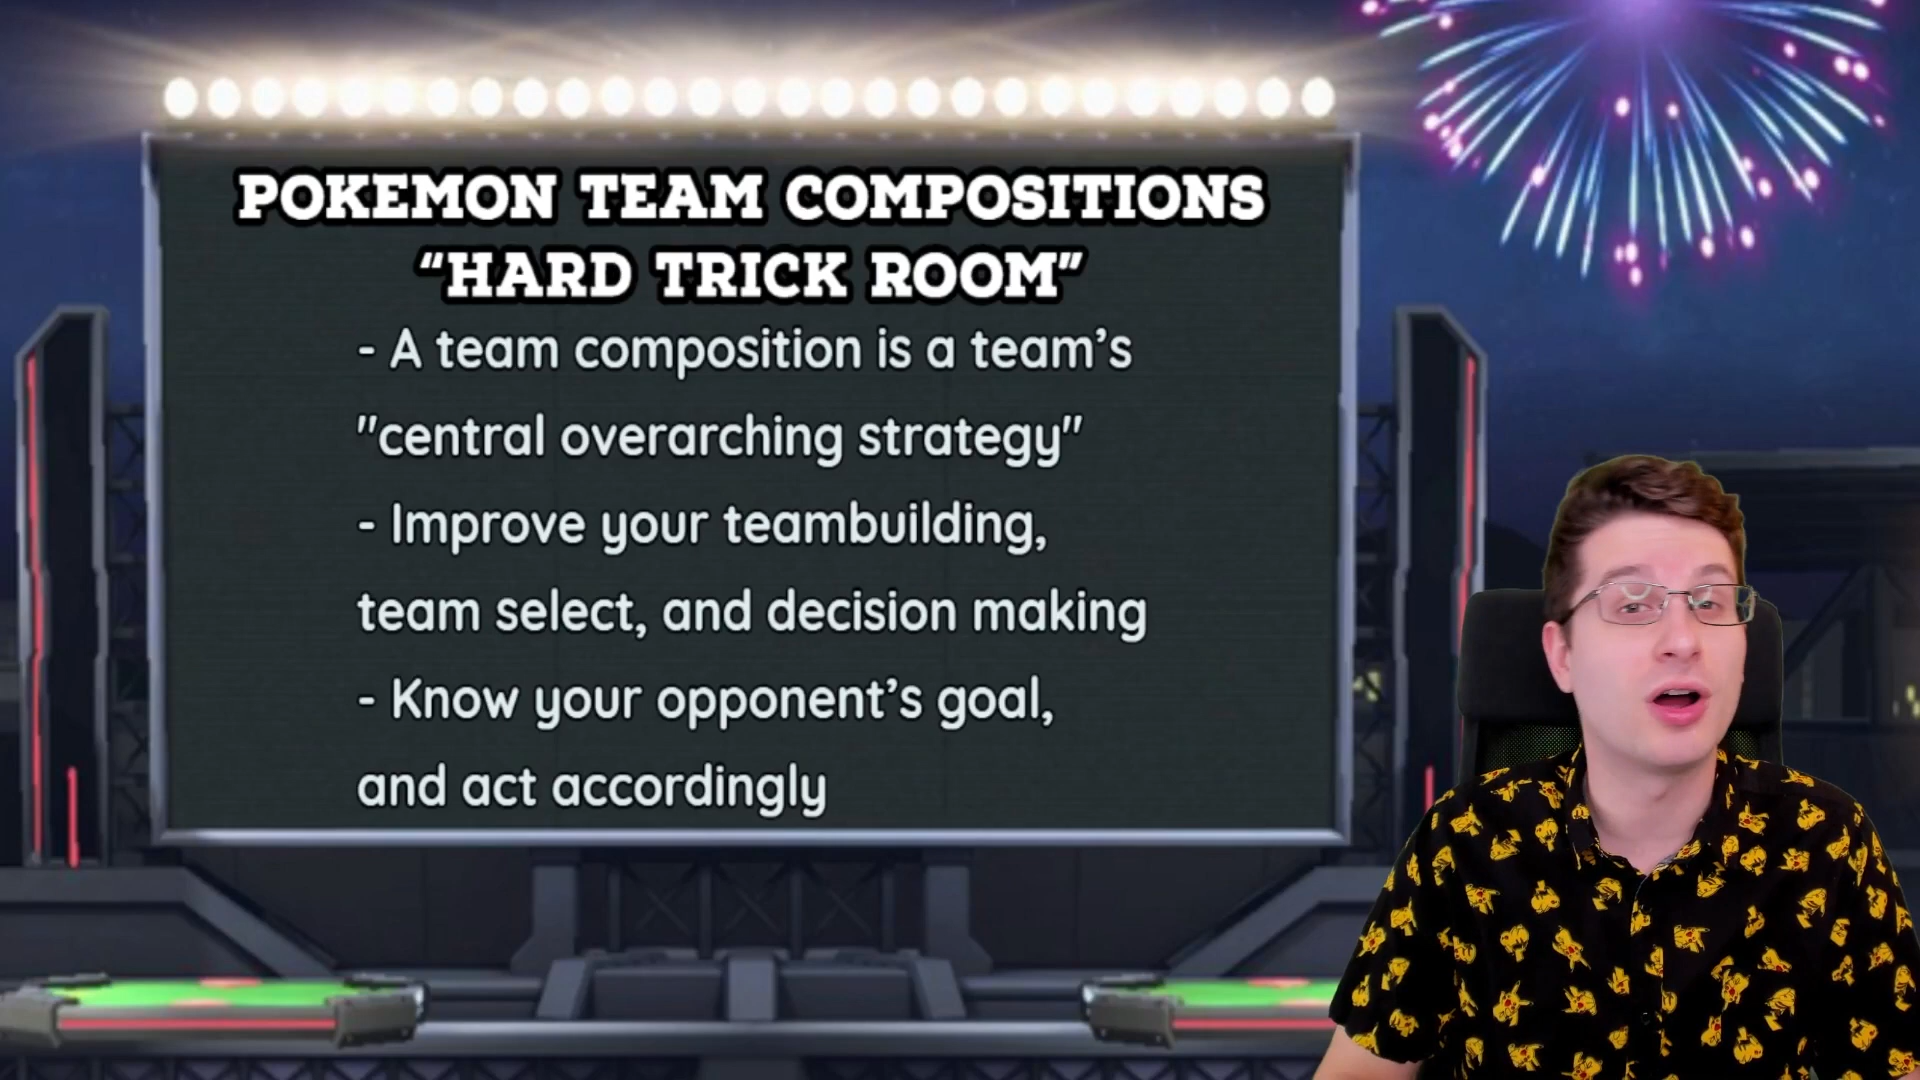 POKEMON TEAM COMPOSITIONS
“HARD TRICK ROOM”
- A team composition is a team’s
"central overarching strategy"
- Improve your teambuilding,
team select, and decision making
- Know your opponent’s goal,
and act accordingly